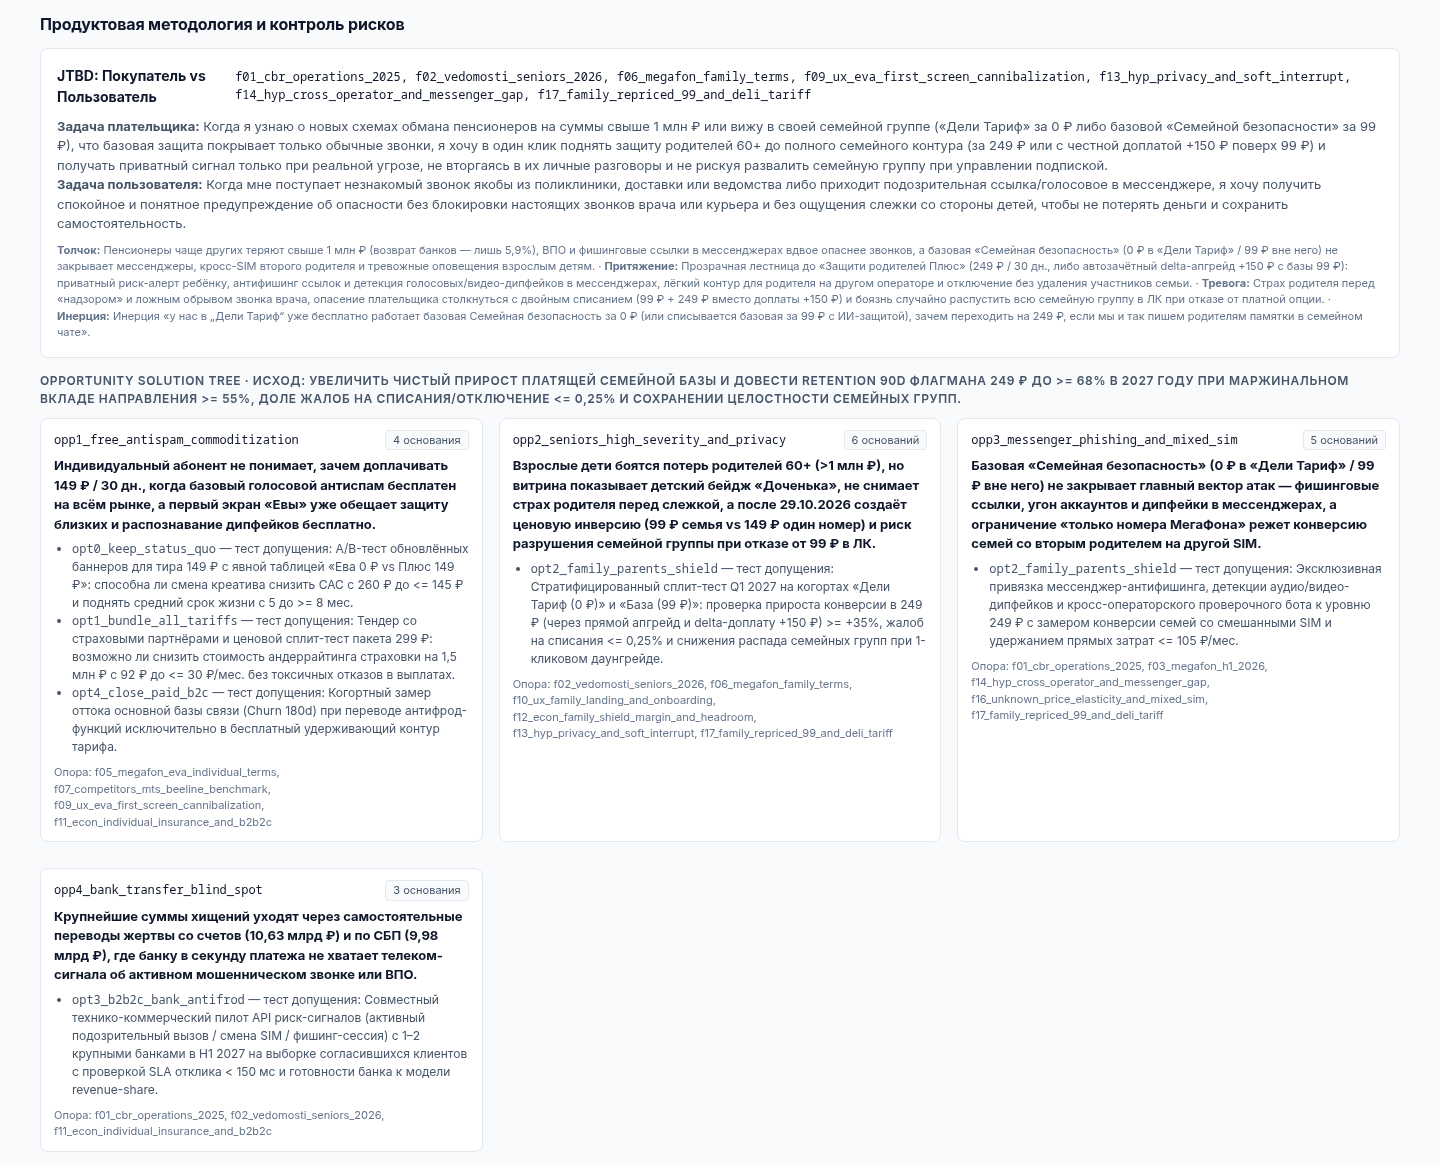 Продуктовая методология и контроль рисков
JTBD: Покупатель vs
Пользователь
f01_cbr_operations_2025, f02_vedomosti_seniors_2026, f06_megafon_family_terms, f09_ux_eva_first_screen_cannibalization, f13_hyp_privacy_and_soft_interrupt,
f14_hyp_cross_operator_and_messenger_gap, f17_family_repriced_99_and_deli_tariff
Задача плательщика: Когда я узнаю о новых схемах обмана пенсионеров на суммы свыше 1 млн ₽ или вижу в своей семейной группе («Дели Тариф» за 0 ₽ либо базовой «Семейной безопасности» за 99
₽), что базовая защита покрывает только обычные звонки, я хочу в один клик поднять защиту родителей 60+ до полного семейного контура (за 249 ₽ или с честной доплатой +150 ₽ поверх 99 ₽) и
получать приватный сигнал только при реальной угрозе, не вторгаясь в их личные разговоры и не рискуя развалить семейную группу при управлении подпиской.
Задача пользователя: Когда мне поступает незнакомый звонок якобы из поликлиники, доставки или ведомства либо приходит подозрительная ссылка/голосовое в мессенджере, я хочу получить
спокойное и понятное предупреждение об опасности без блокировки настоящих звонков врача или курьера и без ощущения слежки со стороны детей, чтобы не потерять деньги и сохранить
самостоятельность.
Толчок: Пенсионеры чаще других теряют свыше 1 млн ₽ (возврат банков — лишь 5,9%), ВПО и фишинговые ссылки в мессенджерах вдвое опаснее звонков, а базовая «Семейная безопасность» (0 ₽ в «Дели Тариф» / 99 ₽ вне него) не
закрывает мессенджеры, кросс-SIM второго родителя и тревожные оповещения взрослым детям. · Притяжение: Прозрачная лестница до «Защити родителей Плюс» (249 ₽ / 30 дн., либо автозачётный delta-апгрейд +150 ₽ с базы 99 ₽):
приватный риск-алерт ребёнку, антифишинг ссылок и детекция голосовых/видео-дипфейков в мессенджерах, лёгкий контур для родителя на другом операторе и отключение без удаления участников семьи. · Тревога: Страх родителя перед
«надзором» и ложным обрывом звонка врача, опасение плательщика столкнуться с двойным списанием (99 ₽ + 249 ₽ вместо доплаты +150 ₽) и боязнь случайно распустить всю семейную группу в ЛК при отказе от платной опции. ·
Инерция: Инерция «у нас в „Дели Тариф“ уже бесплатно работает базовая Семейная безопасность за 0 ₽ (или списывается базовая за 99 ₽ с ИИ-защитой), зачем переходить на 249 ₽, если мы и так пишем родителям памятки в семейном
чате».
OPPORTUNITY SOLUTION TREE · ИСХОД: УВЕЛИЧИТЬ ЧИСТЫЙ ПРИРОСТ ПЛАТЯЩЕЙ СЕМЕЙНОЙ БАЗЫ И ДОВЕСТИ RETENTION 90D ФЛАГМАНА 249 ₽ ДО >= 68% В 2027 ГОДУ ПРИ МАРЖИНАЛЬНОМ
ВКЛАДЕ НАПРАВЛЕНИЯ >= 55%, ДОЛЕ ЖАЛОБ НА СПИСАНИЯ/ОТКЛЮЧЕНИЕ <= 0,25% И СОХРАНЕНИИ ЦЕЛОСТНОСТИ СЕМЕЙНЫХ ГРУПП.
opp1_free_antispam_commoditization
4 основания
Индивидуальный абонент не понимает, зачем доплачивать
149 ₽ / 30 дн., когда базовый голосовой антиспам бесплатен
на всём рынке, а первый экран «Евы» уже обещает защиту
близких и распознавание дипфейков бесплатно.
• opt0_keep_status_quo — тест допущения: A/B-тест обновлённых
баннеров для тира 149 ₽ с явной таблицей «Ева 0 ₽ vs Плюс 149
₽»: способна ли смена креатива снизить CAC с 260 ₽ до <= 145 ₽
и поднять средний срок жизни с 5 до >= 8 мес.
• opt1_bundle_all_tariffs — тест допущения: Тендер со
страховыми партнёрами и ценовой сплит-тест пакета 299 ₽:
возможно ли снизить стоимость андеррайтинга страховки на 1,5
млн ₽ с 92 ₽ до <= 30 ₽/мес. без токсичных отказов в выплатах.
• opt4_close_paid_b2c — тест допущения: Когортный замер
оттока основной базы связи (Churn 180d) при переводе антифрод-
функций исключительно в бесплатный удерживающий контур
тарифа.
Опора: f05_megafon_eva_individual_terms,
f07_competitors_mts_beeline_benchmark,
f09_ux_eva_first_screen_cannibalization,
f11_econ_individual_insurance_and_b2b2c
opp2_seniors_high_severity_and_privacy
6 оснований
Взрослые дети боятся потерь родителей 60+ (>1 млн ₽), но
витрина показывает детский бейдж «Доченька», не снимает
страх родителя перед слежкой, а после 29.10.2026 создаёт
ценовую инверсию (99 ₽ семья vs 149 ₽ один номер) и риск
разрушения семейной группы при отказе от 99 ₽ в ЛК.
• opt2_family_parents_shield — тест допущения:
Стратифицированный сплит-тест Q1 2027 на когортах «Дели
Тариф (0 ₽)» и «База (99 ₽)»: проверка прироста конверсии в 249
₽ (через прямой апгрейд и delta-доплату +150 ₽) >= +35%, жалоб
на списания <= 0,25% и снижения распада семейных групп при 1-
кликовом даунгрейде.
Опора: f02_vedomosti_seniors_2026, f06_megafon_family_terms,
f10_ux_family_landing_and_onboarding,
f12_econ_family_shield_margin_and_headroom,
f13_hyp_privacy_and_soft_interrupt, f17_family_repriced_99_and_deli_tariff
opp3_messenger_phishing_and_mixed_sim
5 оснований
Базовая «Семейная безопасность» (0 ₽ в «Дели Тариф» / 99
₽ вне него) не закрывает главный вектор атак — фишинговые
ссылки, угон аккаунтов и дипфейки в мессенджерах, а
ограничение «только номера МегаФона» режет конверсию
семей со вторым родителем на другой SIM.
• opt2_family_parents_shield — тест допущения: Эксклюзивная
привязка мессенджер-антифишинга, детекции аудио/видео-
дипфейков и кросс-операторского проверочного бота к уровню
249 ₽ с замером конверсии семей со смешанными SIM и
удержанием прямых затрат <= 105 ₽/мес.
Опора: f01_cbr_operations_2025, f03_megafon_h1_2026,
f14_hyp_cross_operator_and_messenger_gap,
f16_unknown_price_elasticity_and_mixed_sim,
f17_family_repriced_99_and_deli_tariff
opp4_bank_transfer_blind_spot
3 основания
Крупнейшие суммы хищений уходят через самостоятельные
переводы жертвы со счетов (10,63 млрд ₽) и по СБП (9,98
млрд ₽), где банку в секунду платежа не хватает телеком-
сигнала об активном мошенническом звонке или ВПО.
• opt3_b2b2c_bank_antifrod — тест допущения: Совместный
технико-коммерческий пилот API риск-сигналов (активный
подозрительный вызов / смена SIM / фишинг-сессия) с 1–2
крупными банками в H1 2027 на выборке согласившихся клиентов
с проверкой SLA отклика < 150 мс и готовности банка к модели
revenue-share.
Опора: f01_cbr_operations_2025, f02_vedomosti_seniors_2026,
f11_econ_individual_insurance_and_b2b2c